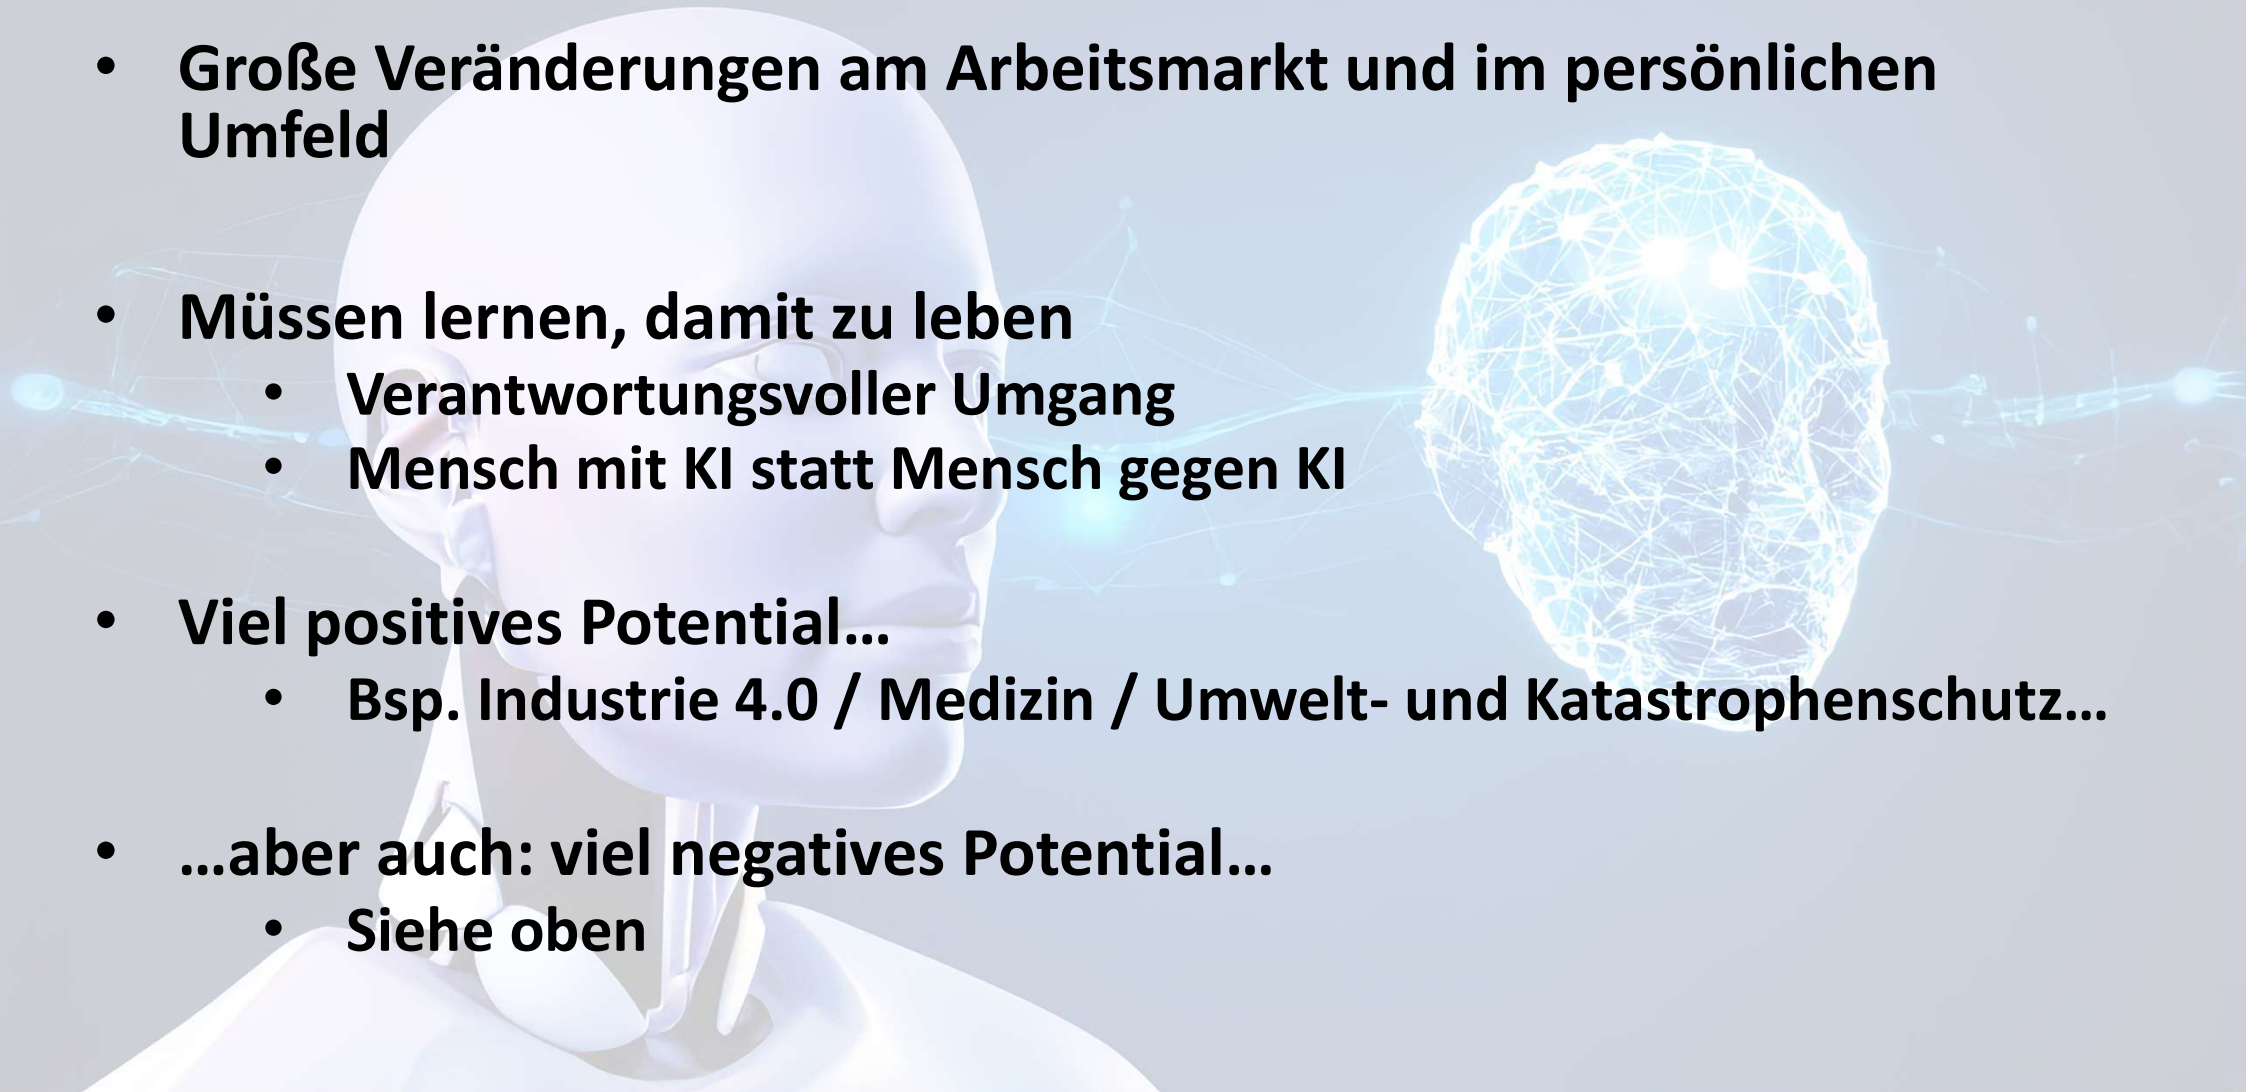 • Große Veränderungen am Arbeitsmarkt und im persönlichen
Umfeld
• Müssen lernen, damit zu leben
• Verantwortungsvoller Umgang
• Mensch mit KI statt Mensch gegen KI
• Viel positives Potential…
• Bsp. Industrie 4.0 / Medizin / Umwelt- und Katastrophenschutz…
• …aber auch: viel negatives Potential…
• Siehe oben